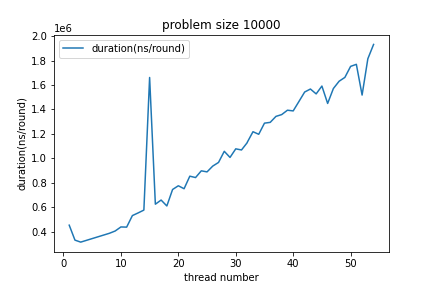 problem size 10000
1e6
duration(ns/round)
2.0
1.8
1.6
1.4
1.2
1.0
0.8
0.6
0.4
duration(ns/round)
0 10 20 30 40 50
thread number